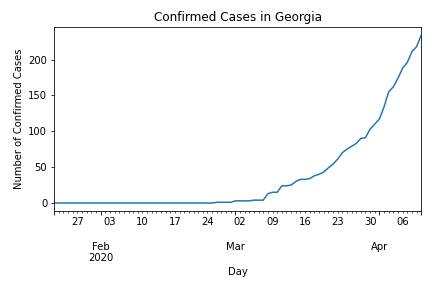 Confirmed Cases in Georgia
Number of Confirmed Cases
200
150
100
50
0
27 03 10 17 24 02 09 16 23 30 06
Feb Mar Apr
2020
Day